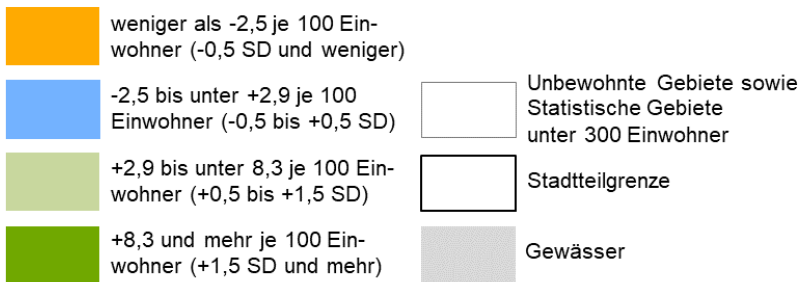 weniger als -2,5 je 100 Ein-
wohner (-0,5 SD und weniger)
-2,5 bis unter +2,9 je 100
Einwohner (-0,5 bis +0,5 SD)
+2,9 bis unter 8,3 je 100 Ein-
wohner (+0,5 bis +1,5 SD)
+8,3 und mehr je 100 Ein-
wohner (+1,5 SD und mehr)
Unbewohnte Gebiete sowie
Statistische Gebiete
unter 300 Einwohner
Stadtteilgrenze
Gewässer